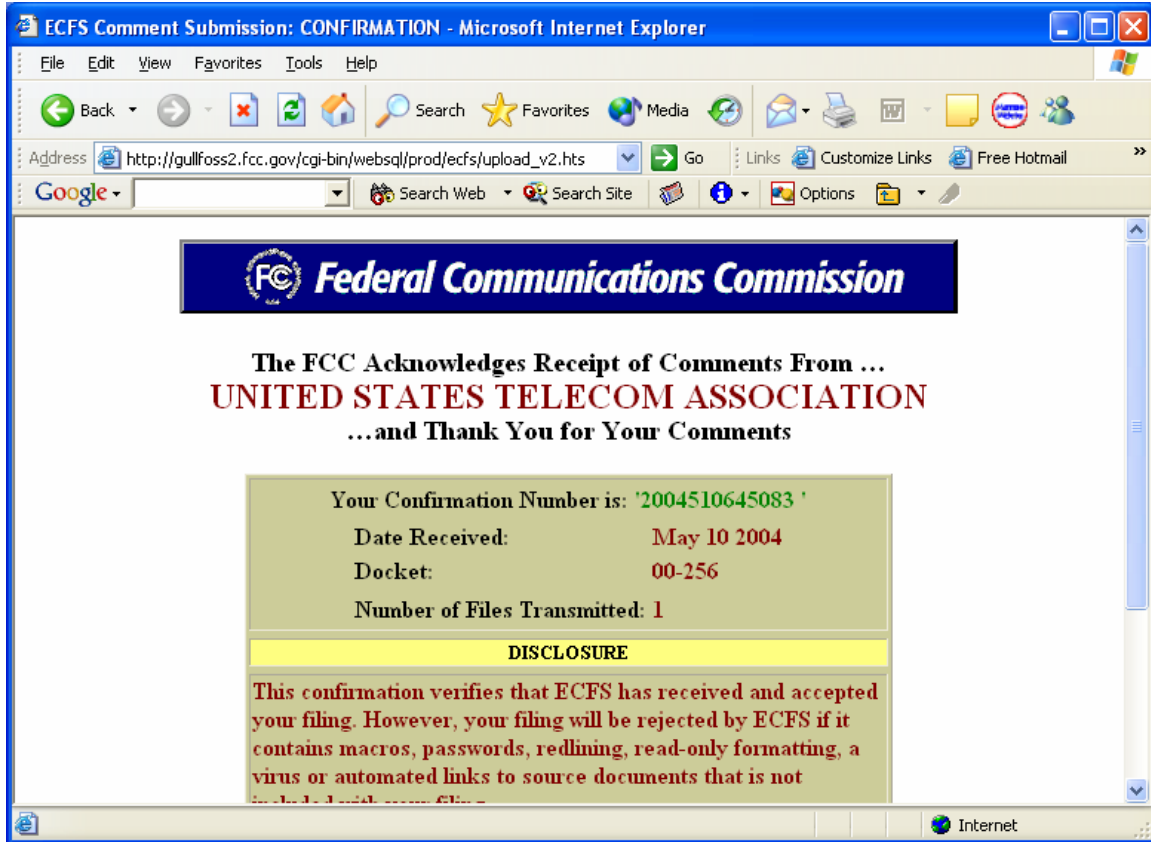 ECFS Comment Submission: CONFIRMATION - Microsoft Internet Explorer
File Edit View Favorites Tools Help
Back Search Favorites Media
Address http://gullfoss2.fcc.gov/cgi-bin/websql/prod/ecfs/upload_v2.hts Go Links Customize Links Free Hotmail »
Google Search Web Search Site Options
FCC Federal Communications Commission
The FCC Acknowledges Receipt of Comments From ...
UNITED STATES TELECOM ASSOCIATION
...and Thank You for Your Comments
Your Confirmation Number is: '2004510645083 '
Date Received: May 10 2004
Docket: 00-256
Number of Files Transmitted: 1
DISCLOSURE
This confirmation verifies that ECFS has received and accepted
your filing. However, your filing will be rejected by ECFS if it
contains macros, passwords, redlining, read-only formatting, a
virus or automated links to source documents that is not
included with your filing.
Internet